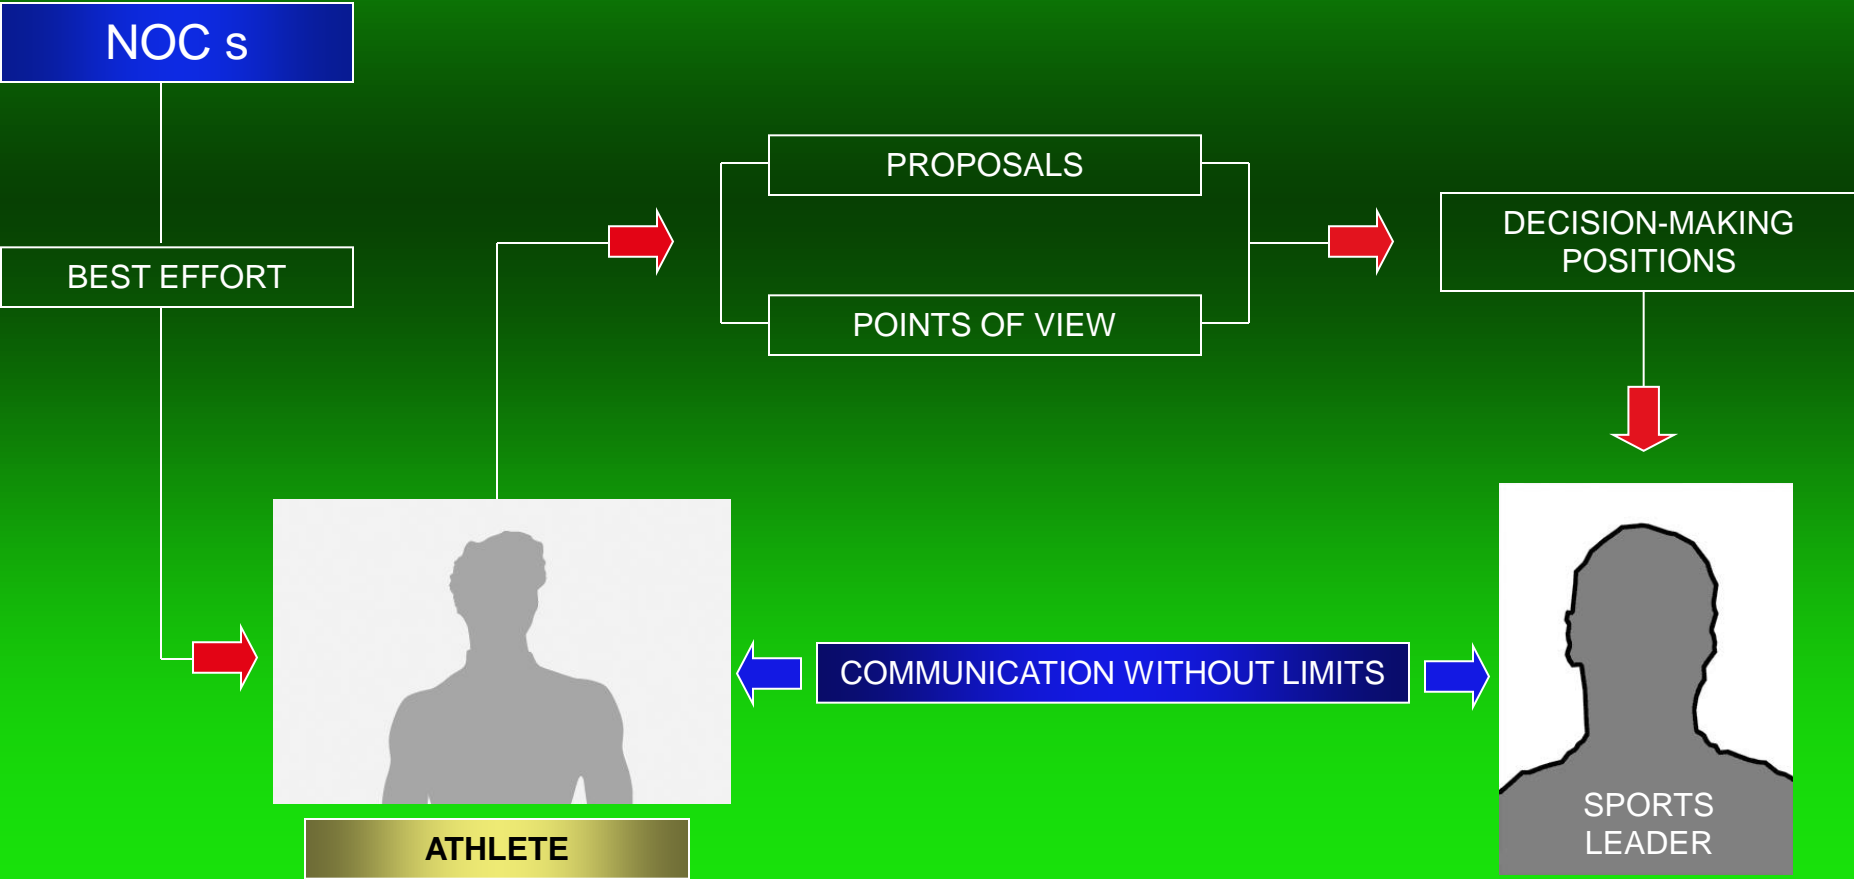 NOC s
BEST EFFORT
PROPOSALS
POINTS OF VIEW
DECISION-MAKING
POSITIONS
COMMUNICATION WITHOUT LIMITS
ATHLETE
SPORTS
LEADER